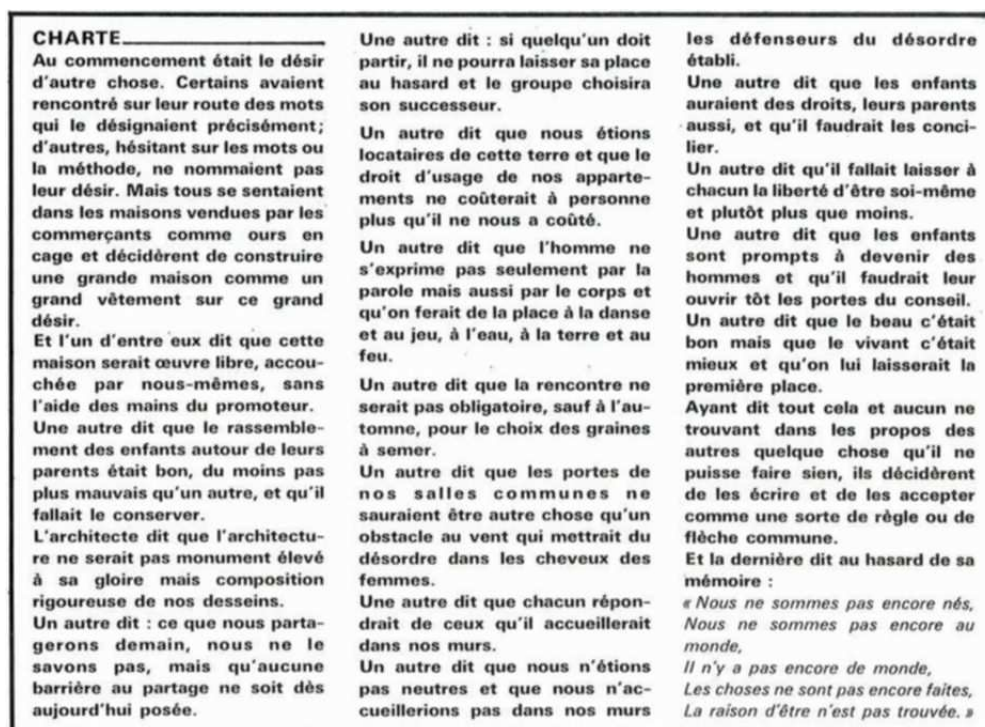 CHARTE
Au commencement était le désir
d'autre chose. Certains avaient
rencontré sur leur route des mots
qui le désignaient précisément;
d'autres, hésitant sur les mots ou
la méthode, ne nommaient pas
leur désir. Mais tous se sentaient
dans les maisons vendues par les
commerçants comme ours en
cage et décidèrent de construire
une grande maison comme un
grand vêtement sur ce grand
désir.
Et l'un d'entre eux dit que cette
maison serait œuvre libre, accou-
chée par nous-mêmes, sans
l'aide des mains du promoteur.
Une autre dit que le rassemble-
ment des enfants autour de leurs
parents était bon, du moins pas
plus mauvais qu'un autre, et qu'il
fallait le conserver.
L'architecte dit que l'architectu-
re ne serait pas monument élevé
à sa gloire mais composition
rigoureuse de nos desseins.
Un autre dit : ce que nous parta-
gerons demain, nous ne le
savons pas, mais qu'aucune
barrière au partage ne soit dès
aujourd'hui posée.
Une autre dit : si quelqu'un doit
partir, il ne pourra laisser sa place
au hasard et le groupe choisira
son successeur.
Un autre dit que nous étions
locataires de cette terre et que le
droit d'usage de nos apparte-
ments ne coûterait à personne
plus qu'il ne nous a coûté.
Un autre dit que l'homme ne
s'exprime pas seulement par la
parole mais aussi par le corps et
qu'on ferait de la place à la danse
et au jeu, à l'eau, à la terre et au
feu.
Un autre dit que la rencontre ne
serait pas obligatoire, sauf à l'au-
tomne, pour le choix des graines
à semer.
Un autre dit que les portes de
nos salles communes ne
sauraient être autre chose qu'un
obstacle au vent qui mettrait du
désordre dans les cheveux des
femmes.
Une autre dit que chacun répon-
drait de ceux qu'il accueillerait
dans nos murs.
Un autre dit que nous n'étions
pas neutres et que nous n'ac-
cueillerions pas dans nos murs
les défenseurs du désordre
établi.
Une autre dit que les enfants
auraient des droits, leurs parents
aussi, et qu'il faudrait les conci-
lier.
Un autre dit qu'il fallait laisser à
chacun la liberté d'être soi-même
et plutôt plus que moins.
Une autre dit que les enfants
sont prompts à devenir des
hommes et qu'il faudrait leur
ouvrir tôt les portes du conseil.
Un autre dit que le beau c'était
bon mais que le vivant c'était
mieux et qu'on lui laisserait la
première place.
Ayant dit tout cela et aucun ne
trouvant dans les propos des
autres quelque chose qu'il ne
puisse faire sien, ils décidèrent
de les écrire et de les accepter
comme une sorte de règle ou de
flèche commune.
Et la dernière dit au hasard de sa
mémoire :
« Nous ne sommes pas encore nés,
Nous ne sommes pas encore au
monde,
Il n'y a pas encore de monde,
Les choses ne sont pas encore faites,
La raison d'être n'est pas trouvée. »